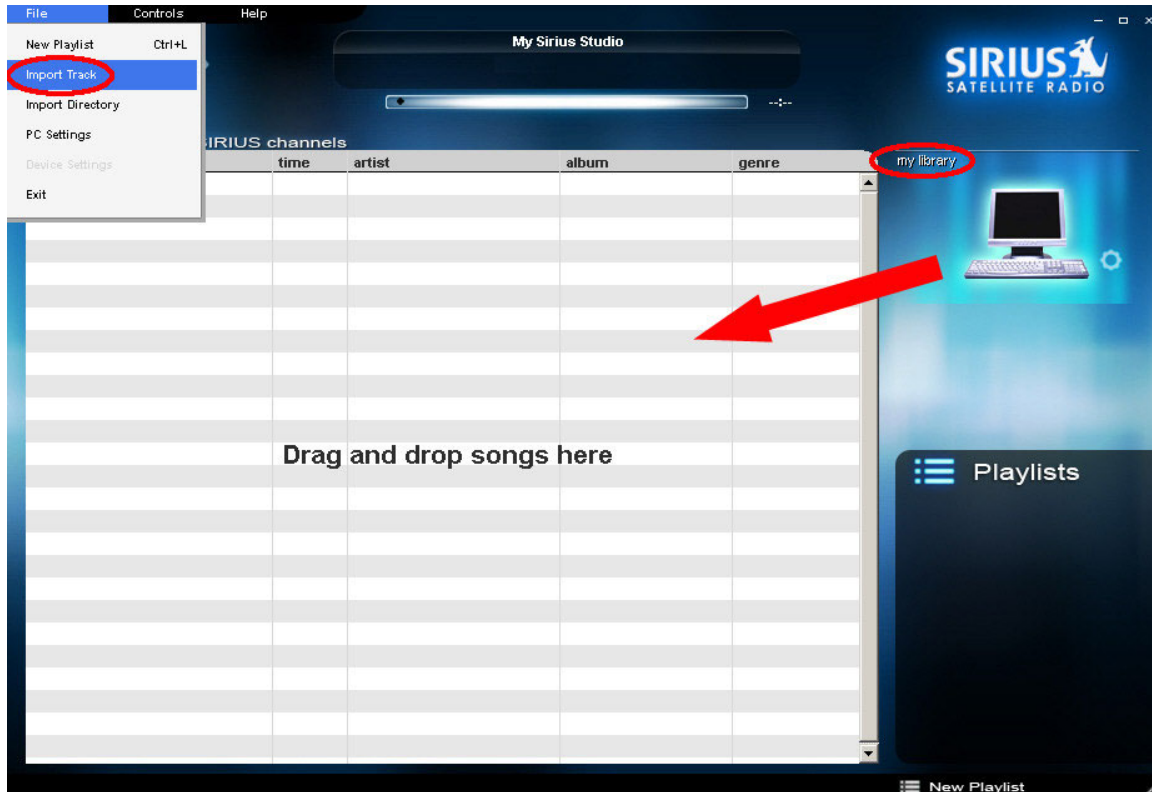 File Controls Help
New Playlist Ctrl+L
Import Track
Import Directory
PC Settings
Device Settings
Exit
My Sirius Studio
--:--
SIRIUS
SATELLITE RADIO
SIRIUS channels
time artist album genre
my library
Drag and drop songs here
Playlists
New Playlist